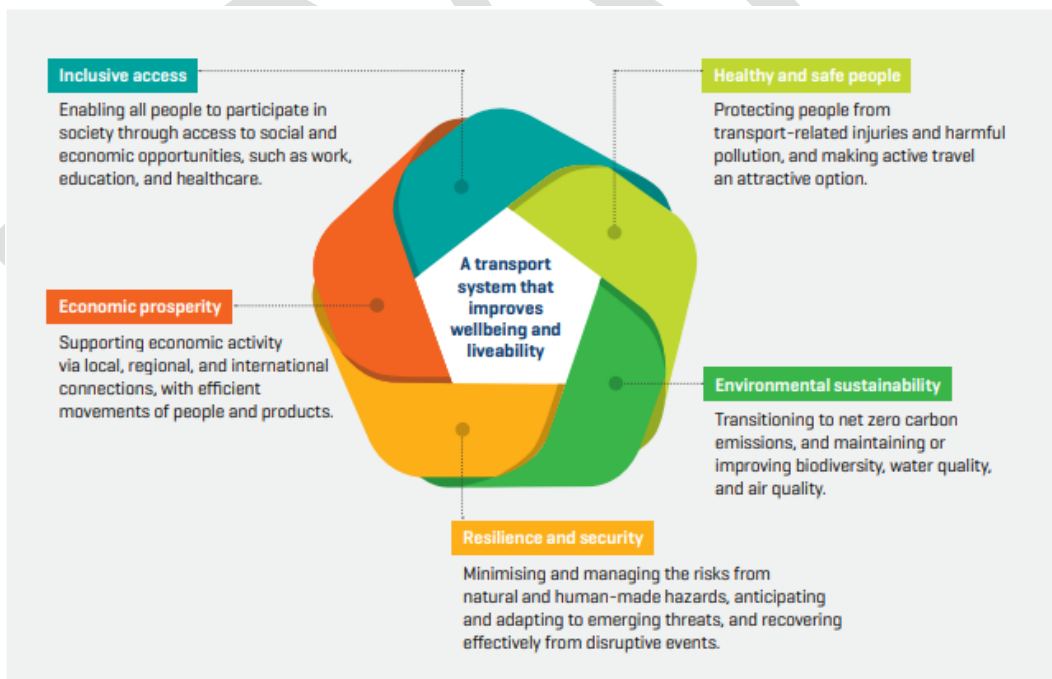 Inclusive access
Enabling all people to participate in
society through access to social and
economic opportunities, such as work,
education, and healthcare.
Healthy and safe people
Protecting people from
transport-related injuries and harmful
pollution, and making active travel
an attractive option.
A transport
system that
improves
wellbeing and
liveability
Economic prosperity
Supporting economic activity
via local, regional, and international
connections, with efficient
movements of people and products.
Environmental sustainability
Transitioning to net zero carbon
emissions, and maintaining or
improving biodiversity, water quality,
and air quality.
Resilience and security
Minimising and managing the risks from
natural and human-made hazards, anticipating
and adapting to emerging threats, and recovering
effectively from disruptive events.